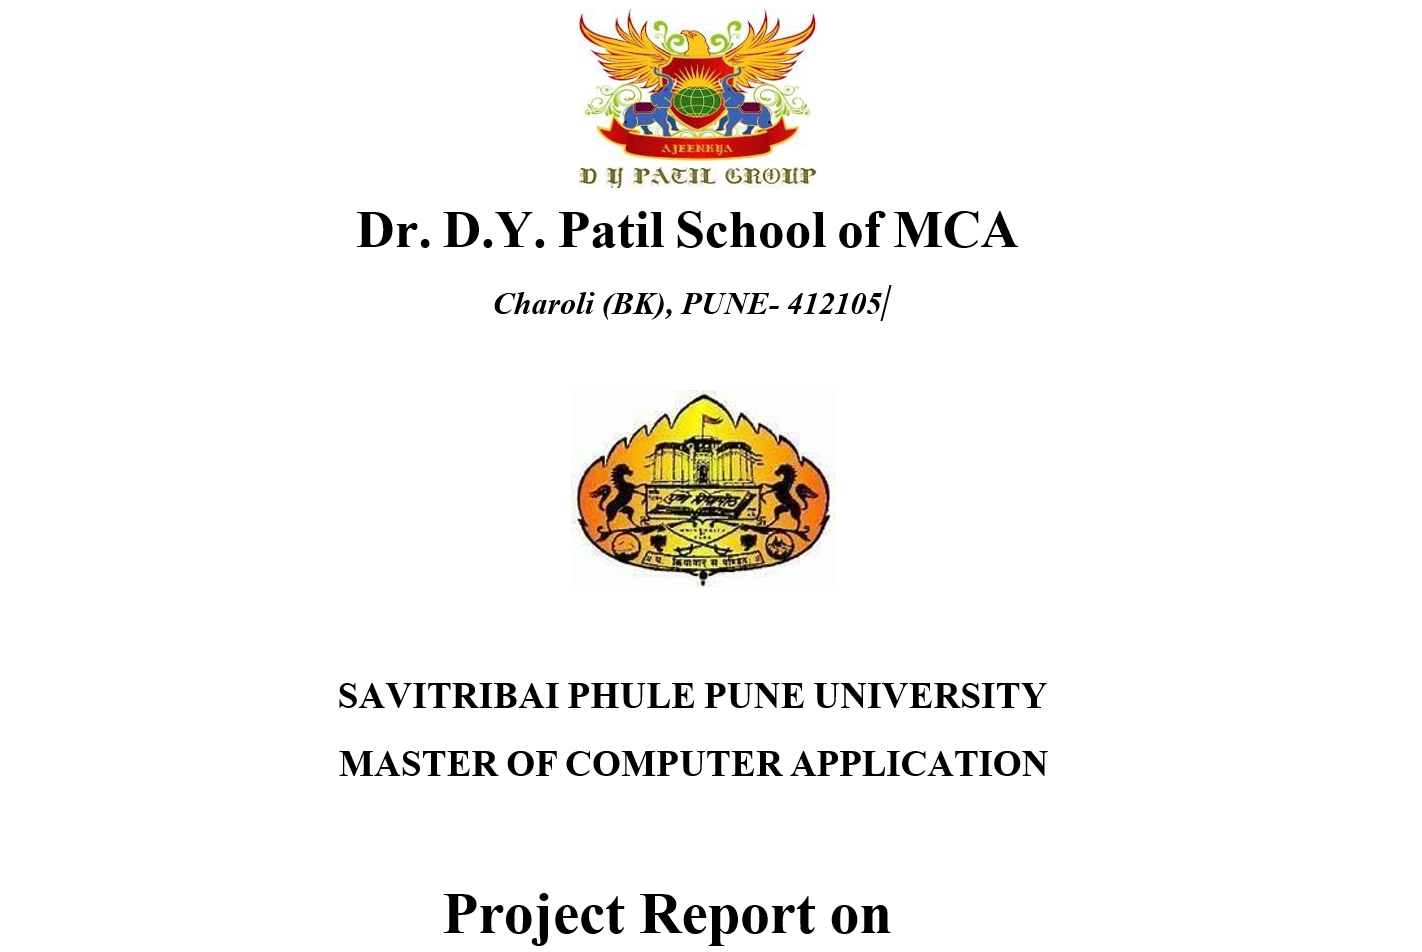 AJEENKYA
D Y PATIL GROUP
Dr. D.Y. Patil School of MCA
Charoli (BK), PUNE- 412105
पुणे विद्यापीठ
क्रियावान् स पण्डितः
SAVITRIBAI PHULE PUNE UNIVERSITY
MASTER OF COMPUTER APPLICATION
Project Report on